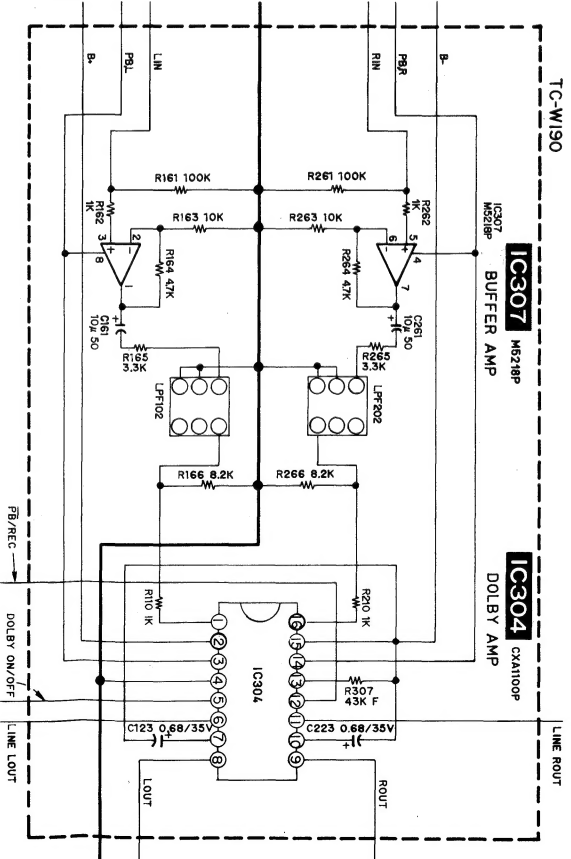 B+
PB,L
LIN
RIN
PB,R
B-
TC-W190
R161 100K
R261 100K
R162
1K
R262
1K
IC307
M5218P
R163 10K
R263 10K
3
2
6
5
+
-
-
+
8
4
1
7
R164 4.7K
R264 4.7K
IC307
M5218P
BUFFER AMP
C161
10μ 50
+
C261
10μ 50
+
R165
3.3K
R265
3.3K
LPF102
LPF202
R166 8.2K
R266 8.2K
PB/REC
IC304
CXA1100P
DOLBY AMP
R110 1K
R210 1K
DOLBY ON/OFF
IC304
1
2
3
4
5
6
7
8
16
15
14
13
12
11
10
9
R307
43K F
C123 0.68/35V
+
C223 0.68/35V
+
LINE LOUT
LINE ROUT
LOUT
ROUT